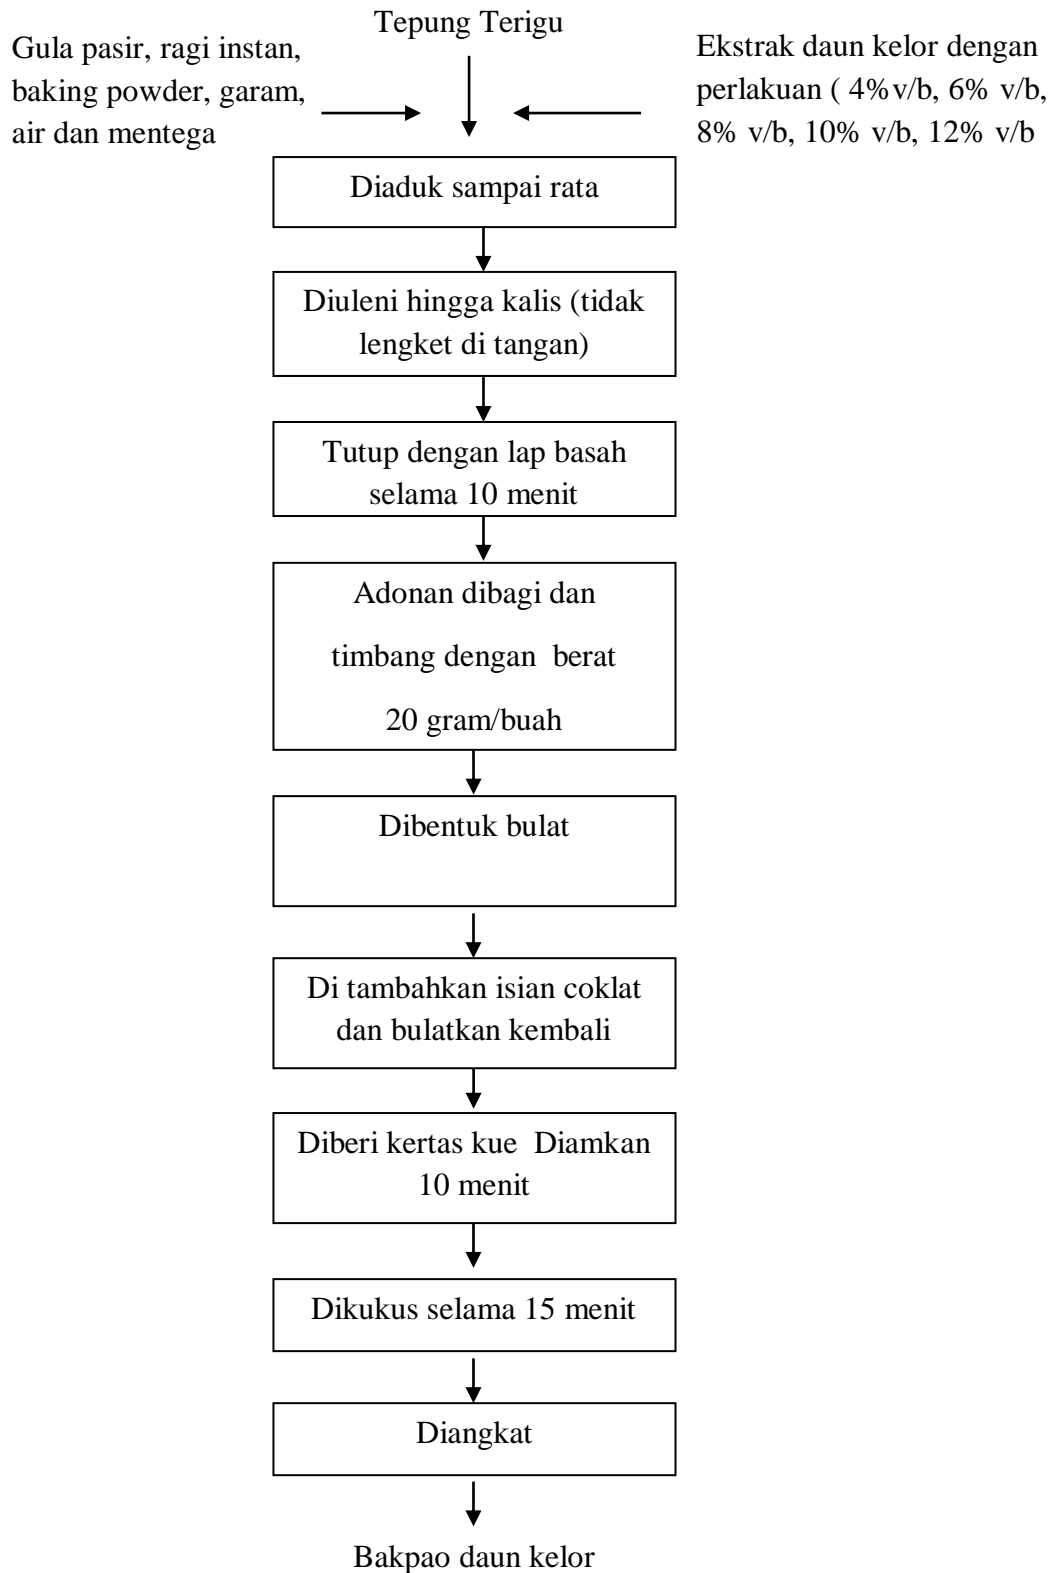 Tepung Terigu
Gula pasir, ragi instan,
baking powder, garam,
air dan mentega
Ekstrak daun kelor dengan
perlakuan ( 4%v/b, 6% v/b,
8% v/b, 10% v/b, 12% v/b
Diaduk sampai rata
Diuleni hingga kalis (tidak
lengket di tangan)
Tutup dengan lap basah
selama 10 menit
Adonan dibagi dan
timbang dengan berat
20 gram/buah
Dibentuk bulat
Di tambahkan isian coklat
dan bulatkan kembali
Diberi kertas kue Diamkan
10 menit
Dikukus selama 15 menit
Diangkat
Bakpao daun kelor